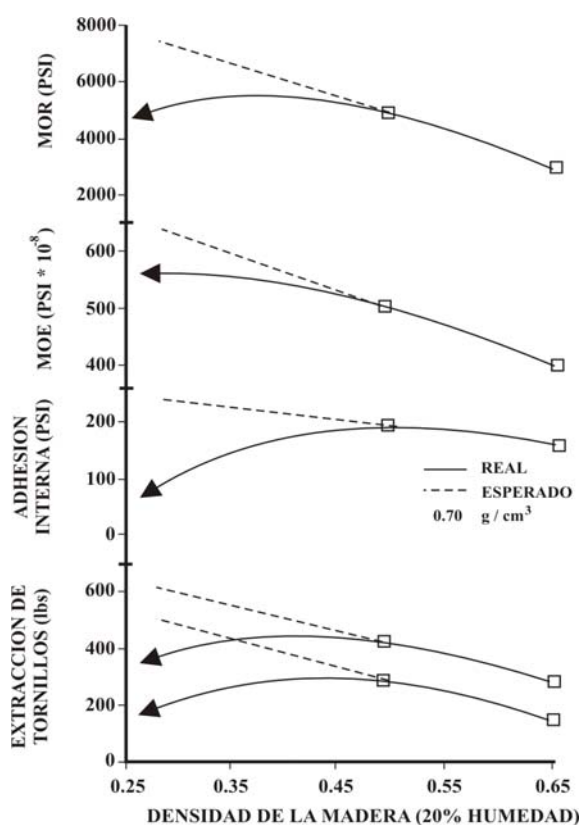 8000
6000
4000
2000
MOR (PSI)
600
500
400
MOE (PSI * 10-8)
200
100
0
ADHESION
INTERNA (PSI)
REAL
ESPERADO
0.70 g / cm3
600
400
200
0
EXTRACCION DE
TORNILLOS (lbs)
0.25 0.35 0.45 0.55 0.65
DENSIDAD DE LA MADERA (20% HUMEDAD)